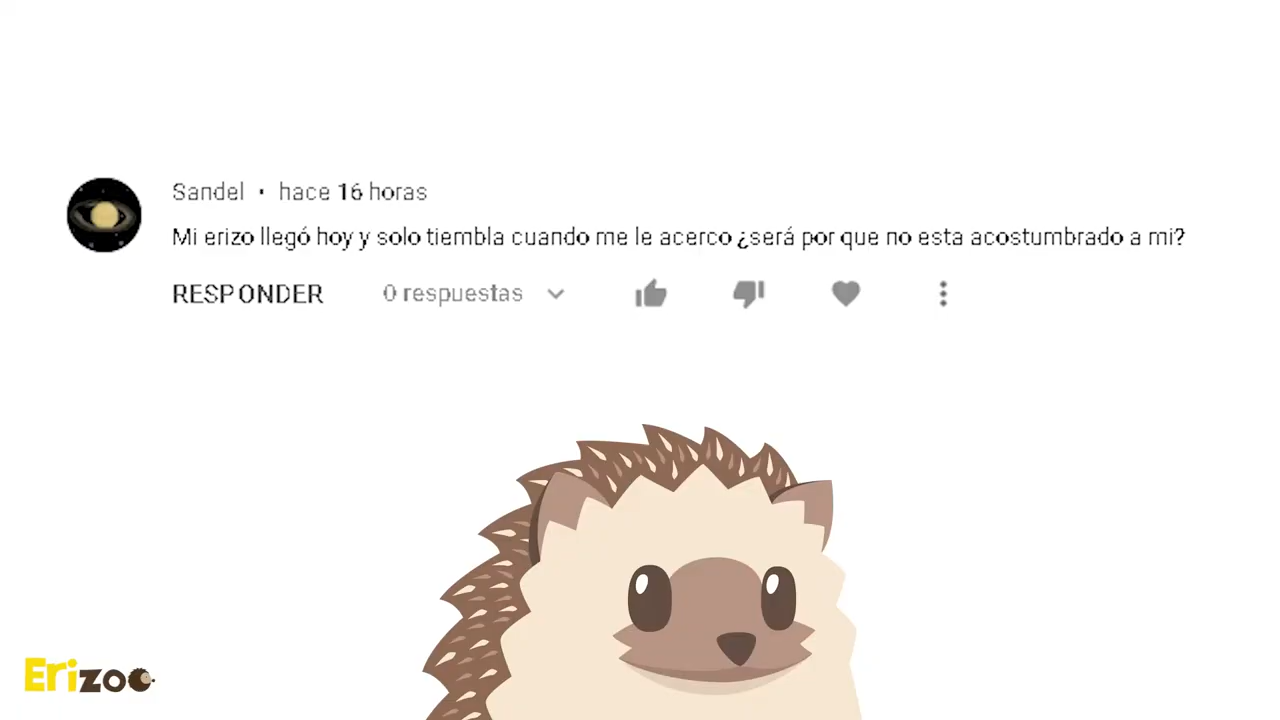 Sandel · hace 16 horas
Mi erizo llegó hoy y solo tiembla cuando me le acerco ¿será por que no esta acostumbrado a mi?
RESPONDER 0 respuestas
Erizoo